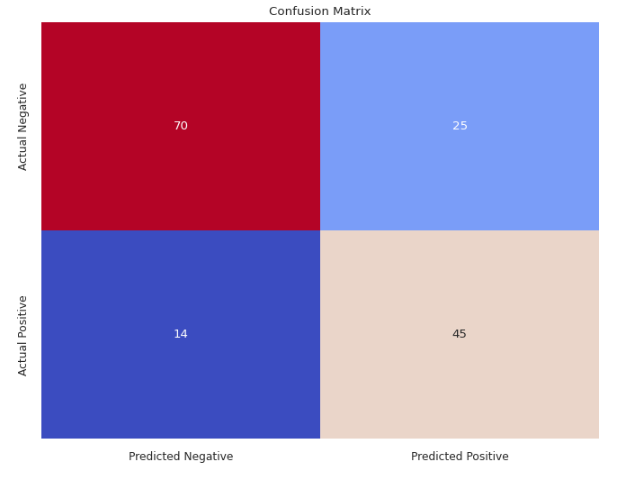 Confusion Matrix
Actual Negative
70
25
Actual Positive
14
45
Predicted Negative
Predicted Positive